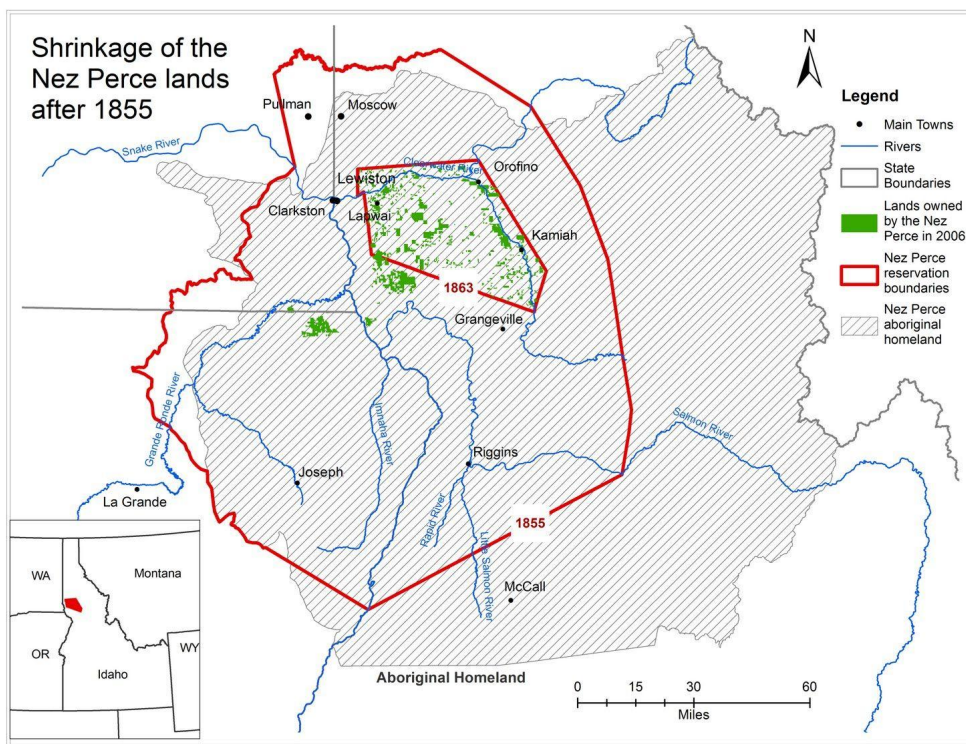 Shrinkage of the
Nez Perce lands
after 1855
N
Legend
Main Towns
Rivers
State
Boundaries
Lands owned
by the Nez
Perce in 2006
Nez Perce
reservation
boundaries
Nez Perce
aboriginal
homeland
Pullman
Moscow
Snake River
Clearwater River
Orofino
Lewiston
Clarkston
Lapwai
Kamiah
1863
Grangeville
Grande Ronde River
Imnaha River
Salmon River
Riggins
Joseph
La Grande
Rapid River
1855
Little Salmon River
McCall
Aboriginal Homeland
WA
Montana
OR
Idaho
WY
0 15 30 60
Miles